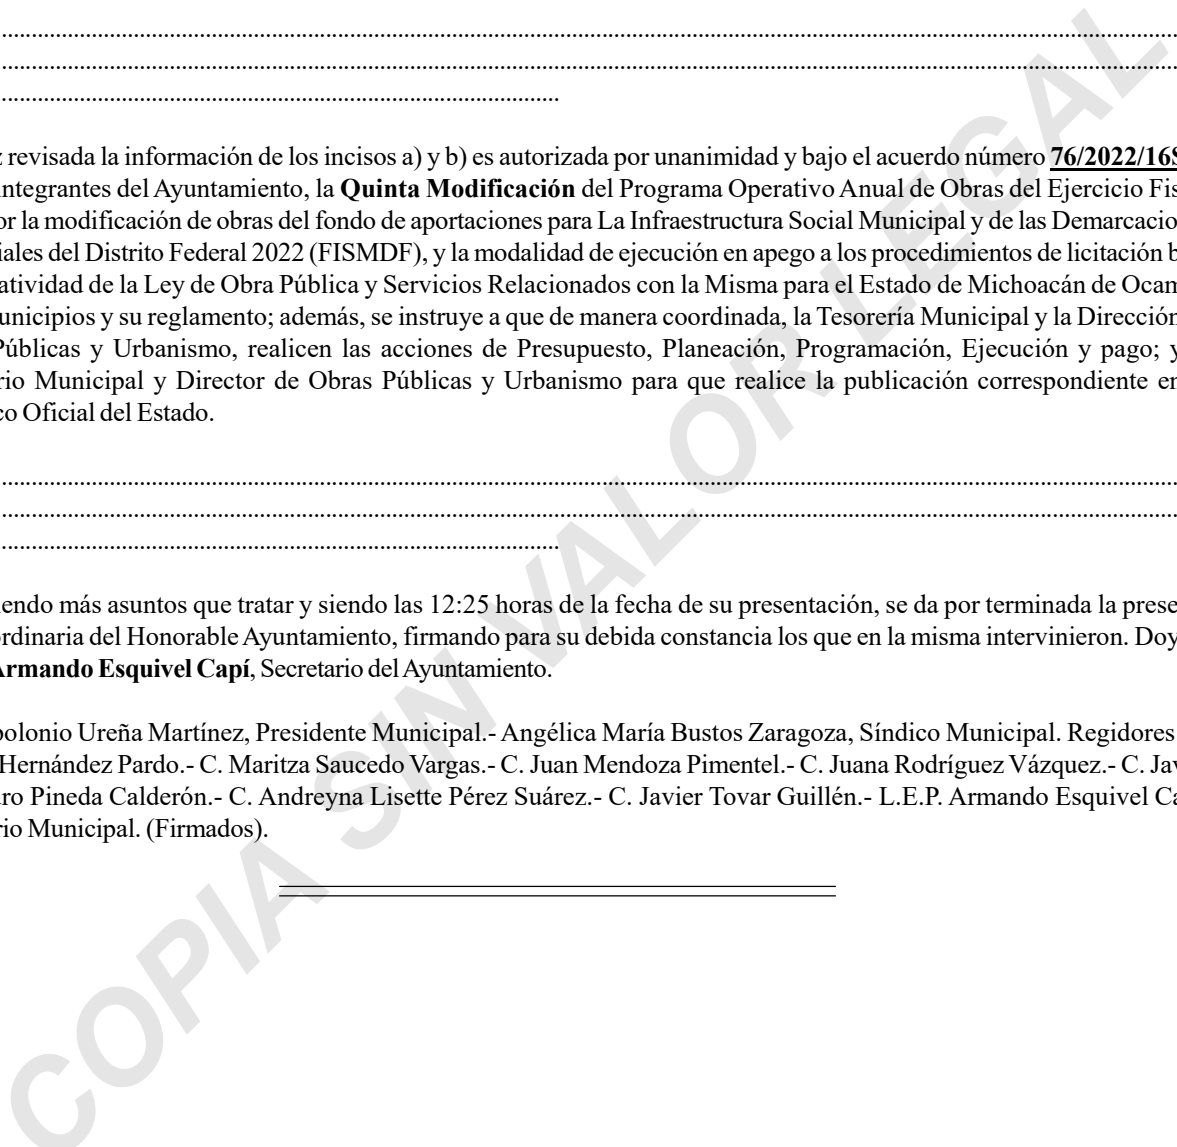 ..........................................................................................
..........................................................................................
..........................................................................................
revisada la información de los incisos a) y b) es autorizada por unanimidad y bajo el acuerdo número 76/2022/16S
integrantes del Ayuntamiento, la Quinta Modificación del Programa Operativo Anual de Obras del Ejercicio Fis
or la modificación de obras del fondo de aportaciones para La Infraestructura Social Municipal y de las Demarcacio
iales del Distrito Federal 2022 (FISMDF), y la modalidad de ejecución en apego a los procedimientos de licitación b
atividad de la Ley de Obra Pública y Servicios Relacionados con la Misma para el Estado de Michoacán de Ocam
unicipios y su reglamento; además, se instruye a que de manera coordinada, la Tesorería Municipal y la Dirección
Públicas y Urbanismo, realicen las acciones de Presupuesto, Planeación, Programación, Ejecución y pago; y
rio Municipal y Director de Obras Públicas y Urbanismo para que realice la publicación correspondiente en
co Oficial del Estado.
..........................................................................................
..........................................................................................
..........................................................................................
endo más asuntos que tratar y siendo las 12:25 horas de la fecha de su presentación, se da por terminada la prese
ordinaria del Honorable Ayuntamiento, firmando para su debida constancia los que en la misma intervinieron. Doy
Armando Esquivel Capí, Secretario del Ayuntamiento.
polonio Ureña Martínez, Presidente Municipal.- Angélica María Bustos Zaragoza, Síndico Municipal. Regidores
Hernández Pardo.- C. Maritza Saucedo Vargas.- C. Juan Mendoza Pimentel.- C. Juana Rodríguez Vázquez.- C. Jav
ro Pineda Calderón.- C. Andreyna Lisette Pérez Suárez.- C. Javier Tovar Guillén.- L.E.P. Armando Esquivel Ca
rio Municipal. (Firmados).
COPIA SIN VALOR LEGAL